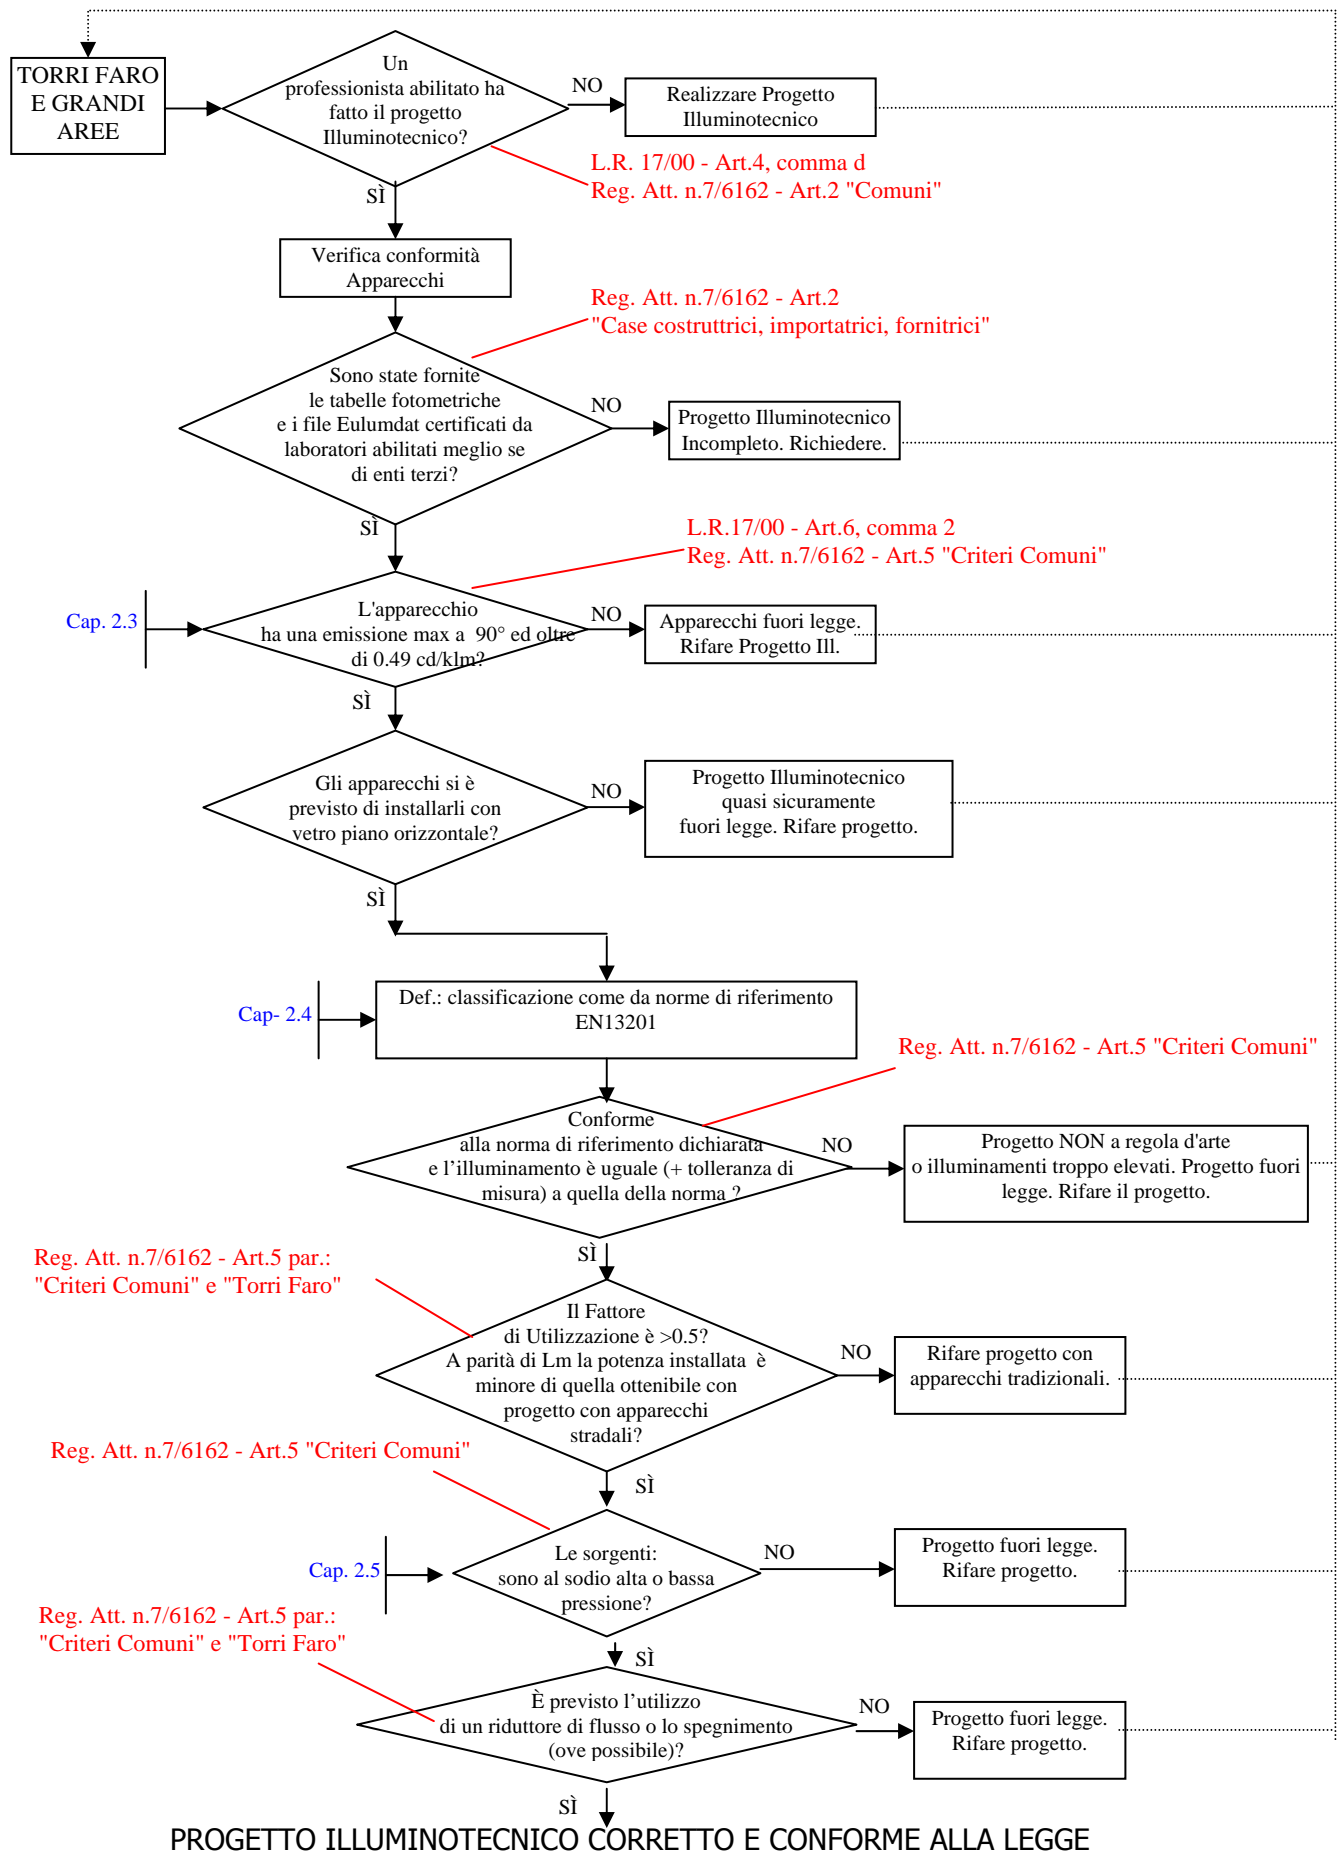 TORRI FARO
E GRANDI
AREE
Un
professionista abilitato ha
fatto il progetto
Illuminotecnico?
NO
Realizzare Progetto
Illuminotecnico
L.R. 17/00 - Art.4, comma d
Reg. Att. n.7/6162 - Art.2 "Comuni"
SÌ
Verifica conformità
Apparecchi
Reg. Att. n.7/6162 - Art.2
"Case costruttrici, importatrici, fornitrici"
Sono state fornite
le tabelle fotometriche
e i file Eulumdat certificati da
laboratori abilitati meglio se
di enti terzi?
NO
Progetto Illuminotecnico
Incompleto. Richiedere.
SÌ
L.R.17/00 - Art.6, comma 2
Reg. Att. n.7/6162 - Art.5 "Criteri Comuni"
Cap. 2.3
L'apparecchio
ha una emissione max a 90° ed oltre
di 0.49 cd/klm?
NO
Apparecchi fuori legge.
Rifare Progetto Ill.
SÌ
Gli apparecchi si è
previsto di installarli con
vetro piano orizzontale?
NO
Progetto Illuminotecnico
quasi sicuramente
fuori legge. Rifare progetto.
SÌ
Cap- 2.4
Def.: classificazione come da norme di riferimento
EN13201
Reg. Att. n.7/6162 - Art.5 "Criteri Comuni"
Conforme
alla norma di riferimento dichiarata
e l’illuminamento è uguale (+ tolleranza di
misura) a quella della norma ?
NO
Progetto NON a regola d'arte
o illuminamenti troppo elevati. Progetto fuori
legge. Rifare il progetto.
SÌ
Reg. Att. n.7/6162 - Art.5 par.:
"Criteri Comuni" e "Torri Faro"
Il Fattore
di Utilizzazione è >0.5?
A parità di Lm la potenza installata è
minore di quella ottenibile con
progetto con apparecchi
stradali?
NO
Rifare progetto con
apparecchi tradizionali.
SÌ
Reg. Att. n.7/6162 - Art.5 "Criteri Comuni"
Cap. 2.5
Le sorgenti:
sono al sodio alta o bassa
pressione?
NO
Progetto fuori legge.
Rifare progetto.
SÌ
Reg. Att. n.7/6162 - Art.5 par.:
"Criteri Comuni" e "Torri Faro"
È previsto l’utilizzo
di un riduttore di flusso o lo spegnimento
(ove possibile)?
NO
Progetto fuori legge.
Rifare progetto.
SÌ
PROGETTO ILLUMINOTECNICO CORRETTO E CONFORME ALLA LEGGE